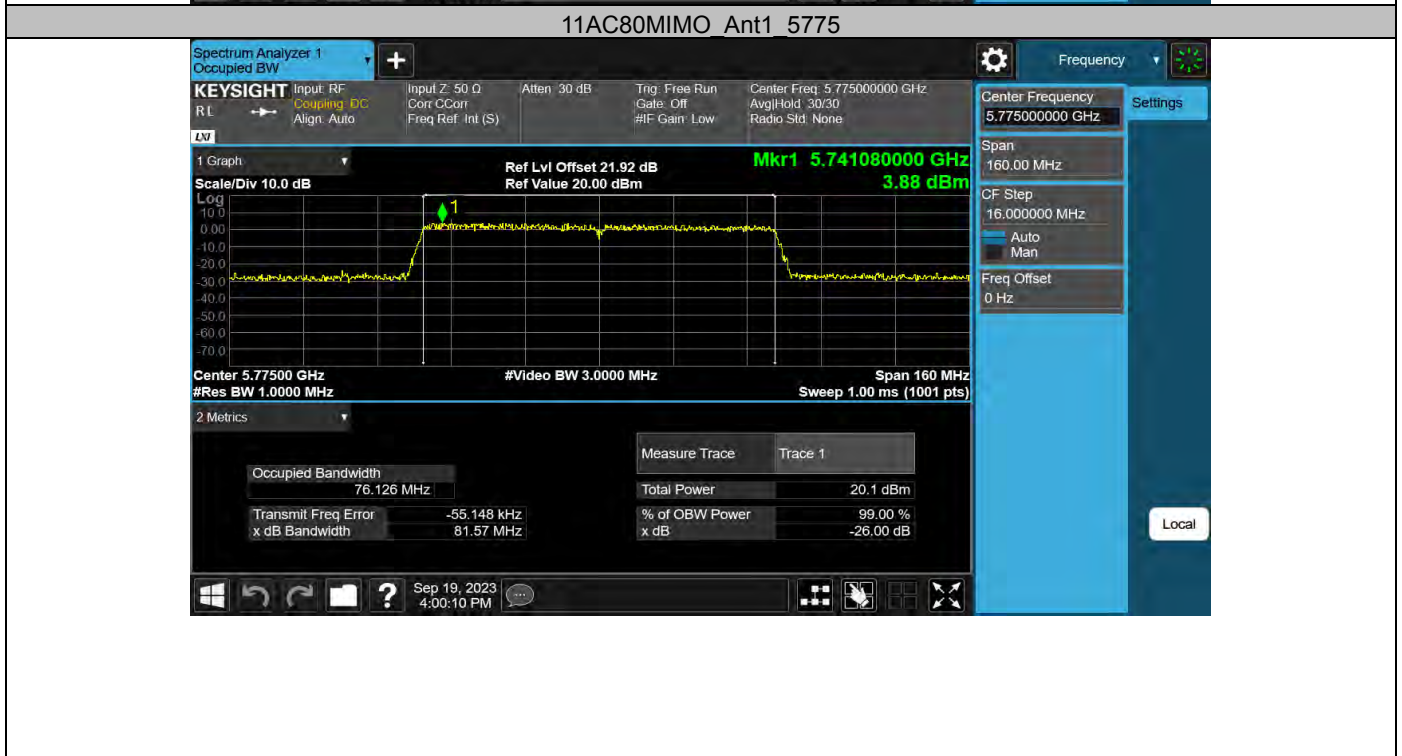 11AC80MIMO_Ant1_5775
Spectrum Analyzer 1
Occupied BW
+
Frequency
KEYSIGHT Input: RF Input Z: 50 Ω Atten: 30 dB Trig: Free Run Center Freq: 5.775000000 GHz
RL Coupling: DC Corr CCorr Gate: Off Avg|Hold: 30/30
Align: Auto Freq Ref: Int (S) #IF Gain: Low Radio Std: None
LXI
Center Frequency
5.775000000 GHz
Settings
Span
160.00 MHz
CF Step
16.000000 MHz
Auto
Man
Freq Offset
0 Hz
1 Graph Ref Lvl Offset 21.92 dB Mkr1 5.741080000 GHz
Scale/Div 10.0 dB Ref Value 20.00 dBm 3.88 dBm
Log
10.0
1
0.00
-10.0
-20.0
-30.0
-40.0
-50.0
-60.0
-70.0
Center 5.77500 GHz #Video BW 3.0000 MHz Span 160 MHz
#Res BW 1.0000 MHz Sweep 1.00 ms (1001 pts)
2 Metrics
Measure Trace Trace 1
Occupied Bandwidth
76.126 MHz Total Power 20.1 dBm
Transmit Freq Error -55.148 kHz % of OBW Power 99.00 %
x dB Bandwidth 81.57 MHz x dB -26.00 dB
Local
? Sep 19, 2023
4:00:10 PM